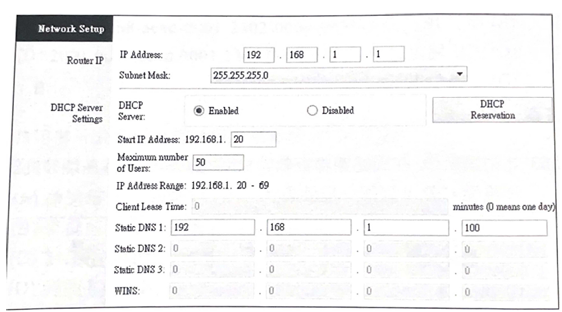 Network Setup
Router IP
IP Address: 192 . 168 . 1 . 1
Subnet Mask: 255.255.255.0
DHCP Server Settings
DHCP Server: Enabled Disabled
DHCP Reservation
Start IP Address: 192.168.1. 20
Maximum number of Users: 50
IP Address Range: 192.168.1. 20 - 69
Client Lease Time: 0 minutes (0 means one day)
Static DNS 1: 192 . 168 . 1 . 100
Static DNS 2: 0 . 0 . 0 . 0
Static DNS 3: 0 . 0 . 0 . 0
WINS: 0 . 0 . 0 . 0